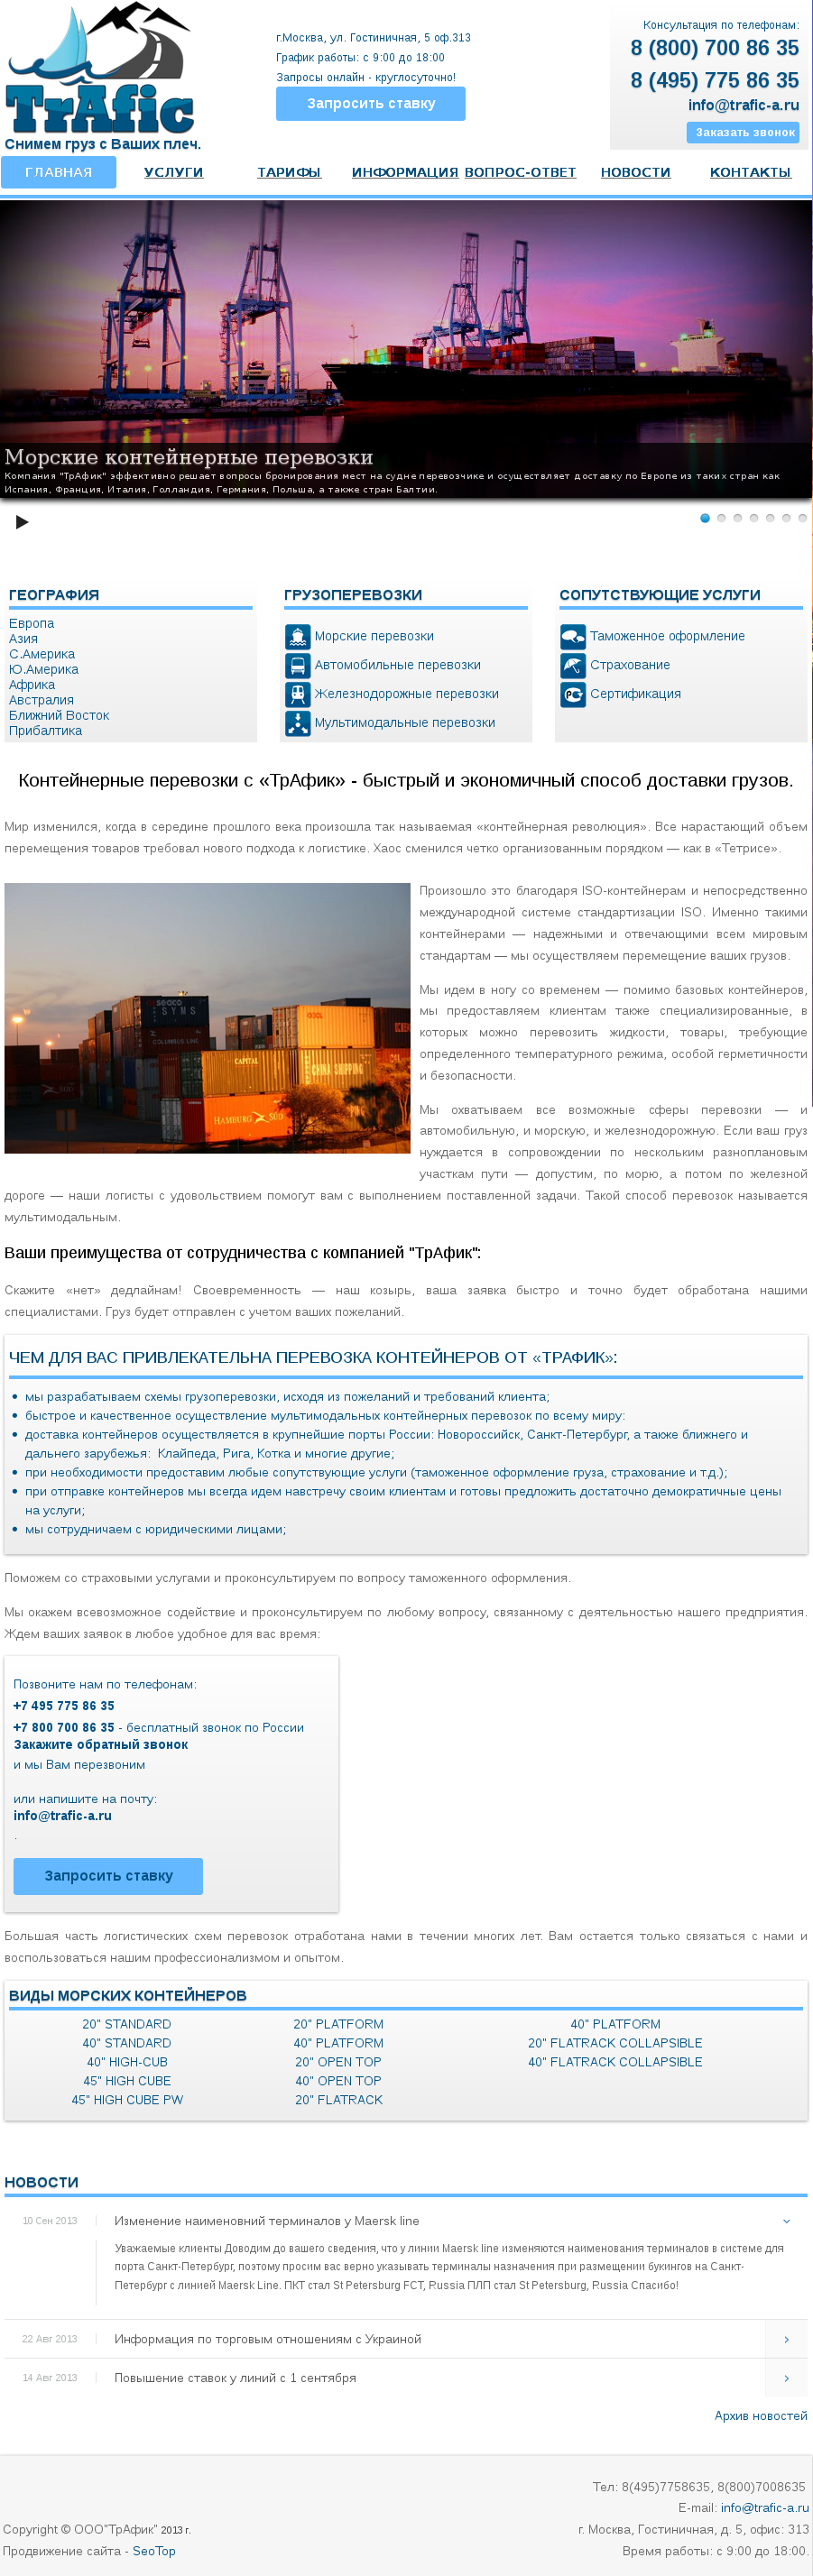 TrAfic
Снимем груз с Ваших плеч.
г.Москва, ул. Гостиничная, 5 оф.313
График работы: с 9:00 до 18:00
Запросы онлайн - круглосуточно!
Запросить ставку
Консультация по телефонам:
8 (800) 700 86 35
8 (495) 775 86 35
info@trafic-a.ru
Заказать звонок
ГЛАВНАЯ УСЛУГИ ТАРИФЫ ИНФОРМАЦИЯ ВОПРОС-ОТВЕТ НОВОСТИ КОНТАКТЫ
Морские контейнерные перевозки
Компания "ТрАфик" эффективно решает вопросы бронирования мест на судне перевозчике и осуществляет доставку по Европе из таких стран как
Испания, Франция, Италия, Голландия, Германия, Польша, а также стран Балтии.
ГЕОГРАФИЯ
Европа
Азия
С.Америка
Ю.Америка
Африка
Австралия
Ближний Восток
Прибалтика
ГРУЗОПЕРЕВОЗКИ
Морские перевозки
Автомобильные перевозки
Железнодорожные перевозки
Мультимодальные перевозки
СОПУТСТВУЮЩИЕ УСЛУГИ
Таможенное оформление
Страхование
Сертификация
Контейнерные перевозки с «ТрАфик» - быстрый и экономичный способ доставки грузов.
Мир изменился, когда в середине прошлого века произошла так называемая «контейнерная революция». Все нарастающий объем
перемещения товаров требовал нового подхода к логистике. Хаос сменился четко организованным порядком — как в «Тетрисе».
seaco
SYMS
COLUMBUS LINE
CAPITAL
CHINA SHIPPING
HAMBURG SÜD
Произошло это благодаря ISO-контейнерам и непосредственно
международной системе стандартизации ISO. Именно такими
контейнерами — надежными и отвечающими всем мировым
стандартам — мы осуществляем перемещение ваших грузов.
Мы идем в ногу со временем — помимо базовых контейнеров,
мы предоставляем клиентам также специализированные, в
которых можно перевозить жидкости, товары, требующие
определенного температурного режима, особой герметичности
и безопасности.
Мы охватываем все возможные сферы перевозки — и
автомобильную, и морскую, и железнодорожную. Если ваш груз
нуждается в сопровождении по нескольким разноплановым
участкам пути — допустим, по морю, а потом по железной
дороге — наши логисты с удовольствием помогут вам с выполнением поставленной задачи. Такой способ перевозок называется
мультимодальным.
Ваши преимущества от сотрудничества с компанией "ТрАфик":
Скажите «нет» дедлайнам! Своевременность — наш козырь, ваша заявка быстро и точно будет обработана нашими
специалистами. Груз будет отправлен с учетом ваших пожеланий.
ЧЕМ ДЛЯ ВАС ПРИВЛЕКАТЕЛЬНА ПЕРЕВОЗКА КОНТЕЙНЕРОВ ОТ «ТРАФИК»:
мы разрабатываем схемы грузоперевозки, исходя из пожеланий и требований клиента;
быстрое и качественное осуществление мультимодальных контейнерных перевозок по всему миру:
доставка контейнеров осуществляется в крупнейшие порты России: Новороссийск, Санкт-Петербург, а также ближнего и
дальнего зарубежья: Клайпеда, Рига, Котка и многие другие;
при необходимости предоставим любые сопутствующие услуги (таможенное оформление груза, страхование и т.д.);
при отправке контейнеров мы всегда идем навстречу своим клиентам и готовы предложить достаточно демократичные цены
на услуги;
мы сотрудничаем с юридическими лицами;
Поможем со страховыми услугами и проконсультируем по вопросу таможенного оформления.
Мы окажем всевозможное содействие и проконсультируем по любому вопросу, связанному с деятельностью нашего предприятия.
Ждем ваших заявок в любое удобное для вас время:
Позвоните нам по телефонам:
+7 495 775 86 35
+7 800 700 86 35 - бесплатный звонок по России
Закажите обратный звонок
и мы Вам перезвоним
или напишите на почту:
info@trafic-a.ru
.
Запросить ставку
Большая часть логистических схем перевозок отработана нами в течении многих лет. Вам остается только связаться с нами и
воспользоваться нашим профессионализмом и опытом.
ВИДЫ МОРСКИХ КОНТЕЙНЕРОВ
20" STANDARD 20" PLATFORM 40" PLATFORM
40" STANDARD 40" PLATFORM 20" FLATRACK COLLAPSIBLE
40" HIGH-CUB 20" OPEN TOP 40" FLATRACK COLLAPSIBLE
45" HIGH CUBE 40" OPEN TOP
45" HIGH CUBE PW 20" FLATRACK
НОВОСТИ
10 Сен 2013 Изменение наименовний терминалов у Maersk line
Уважаемые клиенты Доводим до вашего сведения, что у линии Maersk line изменяются наименования терминалов в системе для
порта Санкт-Петербург, поэтому просим вас верно указывать терминалы назначения при размещении букингов на Санкт-
Петербург с линией Maersk Line. ПКТ стал St Petersburg FCT, Russia ПЛП стал St Petersburg, Russia Спасибо!
22 Авг 2013 Информация по торговым отношениям с Украиной
14 Авг 2013 Повышение ставок у линий с 1 сентября
Архив новостей
Тел: 8(495)7758635, 8(800)7008635
E-mail: info@trafic-a.ru
Copyright © ООО"ТрАфик" 2013 г. г. Москва, Гостиничная, д. 5, офис: 313
Продвижение сайта - SeoTop Время работы: с 9:00 до 18:00.